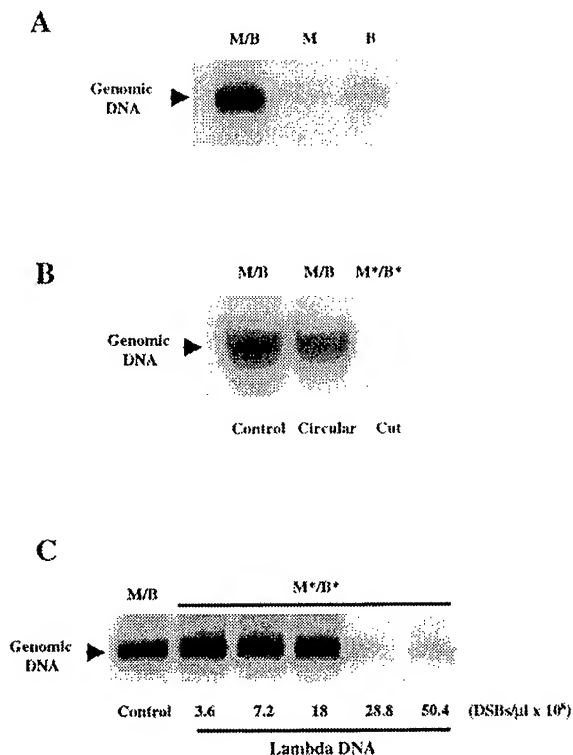 A
M/B M B
Genomic
DNA
B
M/B M/B M*/B*
Genomic
DNA
Control Circular Cut
C
M/B M*/B*
Genomic
DNA
Control 3.6 7.2 18 28.8 50.4 (DSBs/μl x 10⁸)
Lambda DNA